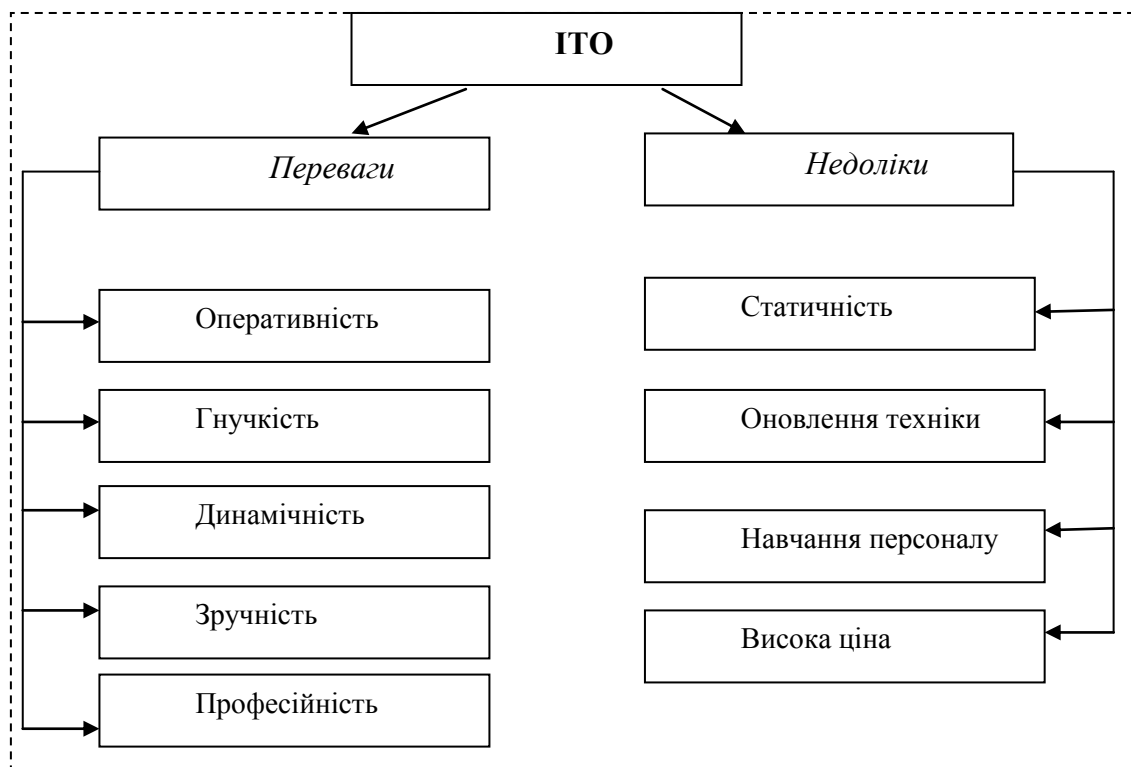 ІТО
Переваги
Недоліки
Оперативність
Гнучкість
Динамічність
Зручність
Професійність
Статичність
Оновлення техніки
Навчання персоналу
Висока ціна